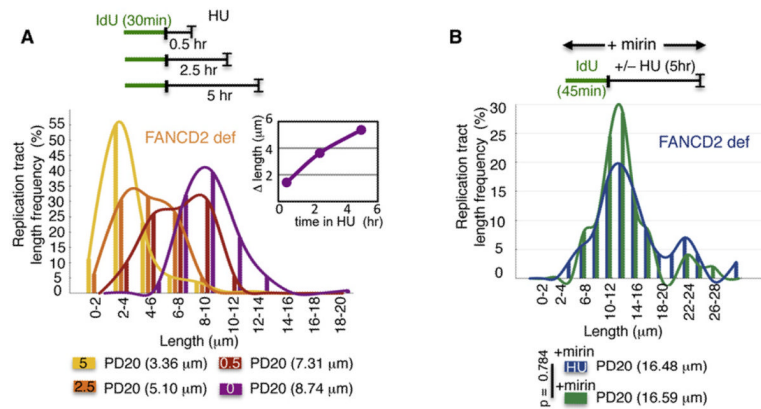 A
IdU (30min) HU
0.5 hr
2.5 hr
5 hr
Replication tract
length frequency (%)
55
45
40
35
30
25
20
15
10
5
0
FANCD2 def
Δ length (μm)
6
4
2
0 2 4 6
time in HU (hr)
0-2 2-4 4-6 6-8 8-10 10-12 12-14 14-16 16-18 18-20
Length (μm)
5 PD20 (3.36 μm) 0.5 PD20 (7.31 μm)
2.5 PD20 (5.10 μm) 0 PD20 (8.74 μm)
B
+ mirin
IdU +/− HU (5hr)
(45min)
Replication tract
length frequency (%)
30
25
20
15
10
5
0
FANCD2 def
0-2 2-4 6-8 10-12 14-16 18-20 22-24 26-28
Length (μm)
p = 0.784
+mirin
HU PD20 (16.48 μm)
+mirin
PD20 (16.59 μm)